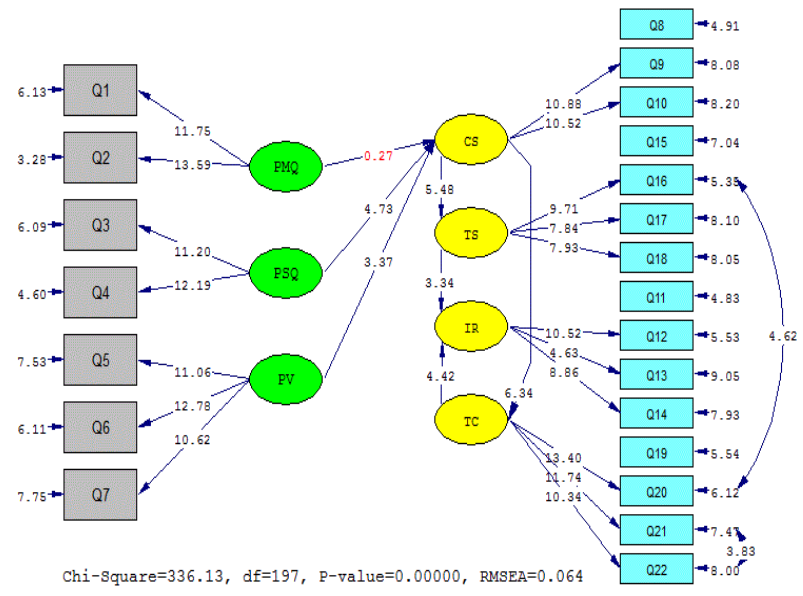 Q8 4.91
Q9 8.08
6.13 Q1
Q10 8.20
10.88
10.52
11.75
CS
Q15 7.04
3.28 Q2
13.59
PMQ
0.27
Q16 5.35
5.48
6.09 Q3
4.73
9.71
Q17 8.10
7.84
TS
7.93
11.20
Q18 8.05
PSQ
3.37
3.34
12.19
4.60 Q4
Q11 4.83
IR
10.52
Q12 5.53
4.62
4.63
7.53 Q5
11.06
8.86
Q13 9.05
PV
4.42
6.34
12.78
Q14 7.93
6.11 Q6
TC
10.62
Q19 5.54
13.40
11.74
10.34
7.75 Q7
Q20 6.12
Q21 7.47
3.83
Q22 8.00
Chi-Square=336.13, df=197, P-value=0.00000, RMSEA=0.064